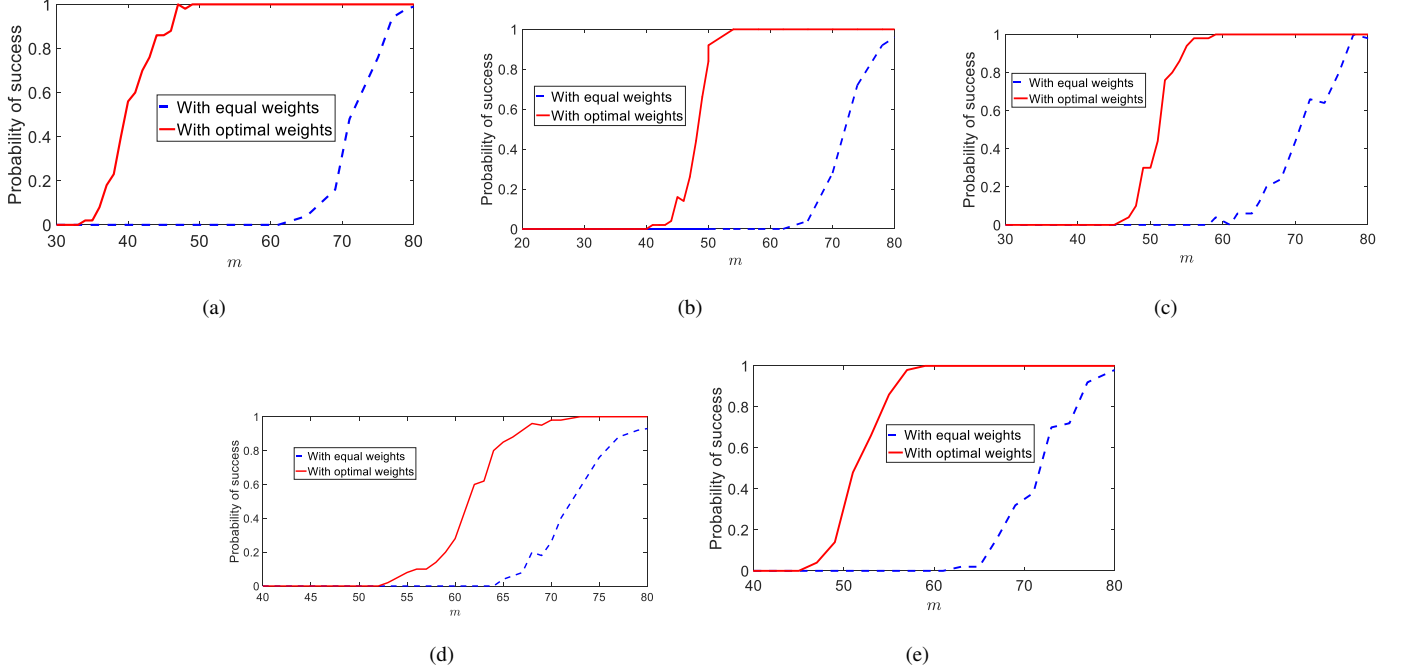 Probability of success
1
0.8
0.6
0.4
0.2
0
30 40 50 60 70 80
m
With equal weights
With optimal weights
(a)
Probability of success
1
0.8
0.6
0.4
0.2
0
20 30 40 50 60 70 80
m
With equal weights
With optimal weights
(b)
Probability of success
1
0.8
0.6
0.4
0.2
0
30 40 50 60 70 80
m
With equal weights
With optimal weights
(c)
Probability of success
1
0.8
0.6
0.4
0.2
0
40 45 50 55 60 65 70 75 80
m
With equal weights
With optimal weights
(d)
Probability of success
1
0.8
0.6
0.4
0.2
0
40 50 60 70 80
m
With equal weights
With optimal weights
(e)